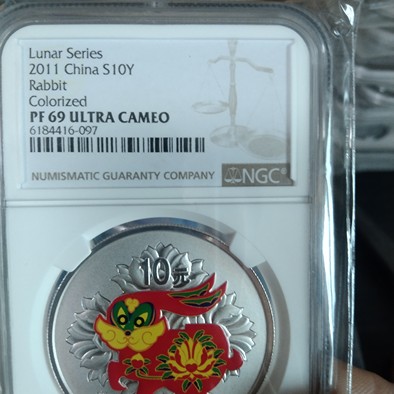 Lunar Series
2011 China S10Y
Rabbit
Colorized
PF 69 ULTRA CAMEO
6184416-097
NUMISMATIC GUARANTY COMPANY
NGC®
10元